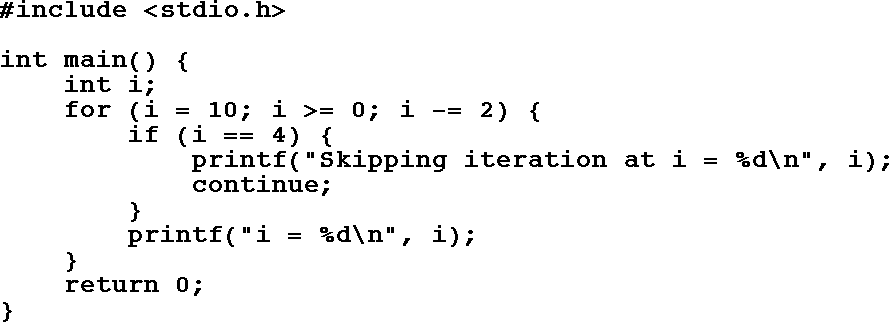 #include <stdio.h>

int main() {
    int i;
    for (i = 10; i >= 0; i -= 2) {
        if (i == 4) {
            printf("Skipping iteration at i = %d\n", i);
            continue;
        }
        printf("i = %d\n", i);
    }
    return 0;
}